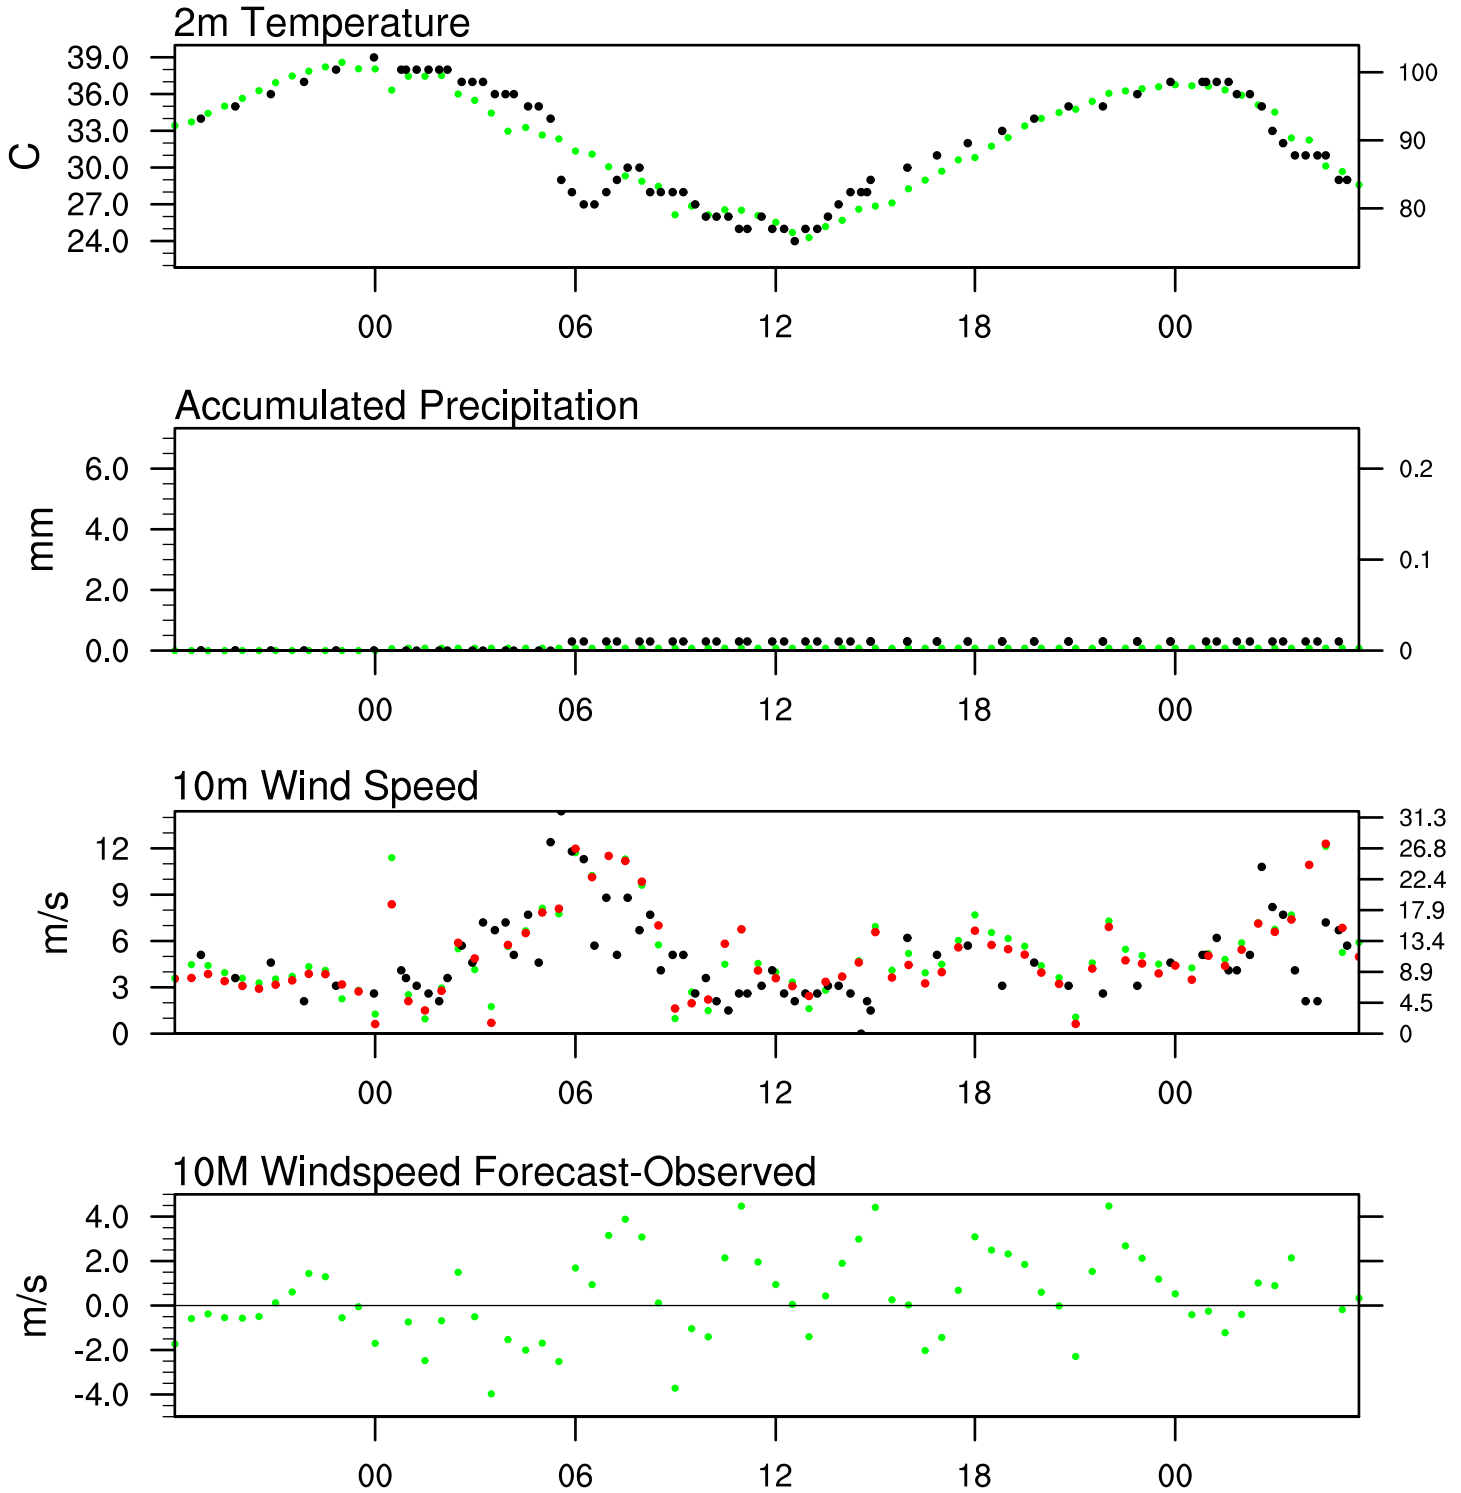 2m Temperature
39.0
36.0
33.0
30.0
27.0
24.0
C
100
90
80
00 06 12 18 00
Accumulated Precipitation
6.0
4.0
2.0
0.0
mm
0.2
0.1
0
00 06 12 18 00
10m Wind Speed
12
9
6
3
0
m/s
31.3
26.8
22.4
17.9
13.4
8.9
4.5
0
00 06 12 18 00
10M Windspeed Forecast-Observed
4.0
2.0
0.0
-2.0
-4.0
m/s
00 06 12 18 00